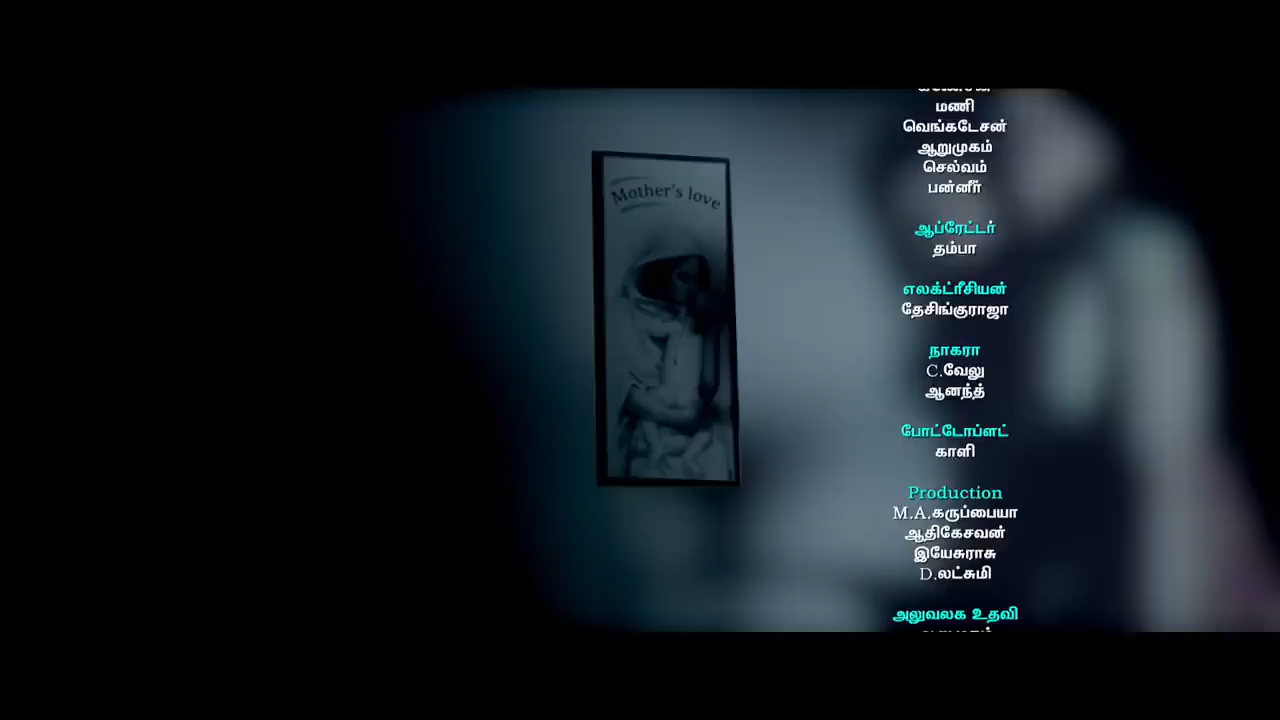 Mother's love
மணி
வெங்கடேசன்
ஆறுமுகம்
செல்வம்
பன்னீர்
ஆப்ரேட்டர்
தம்பா
எலக்ட்ரீசியன்
தேசிங்குராஜா
நாகரா
C.வேலு
ஆனந்த்
போட்டோப்ளட்
காளி
Production
M.A.கருப்பையா
ஆதிகேசவன்
இயேசுராசு
D.லட்சுமி
அலுவலக உதவி